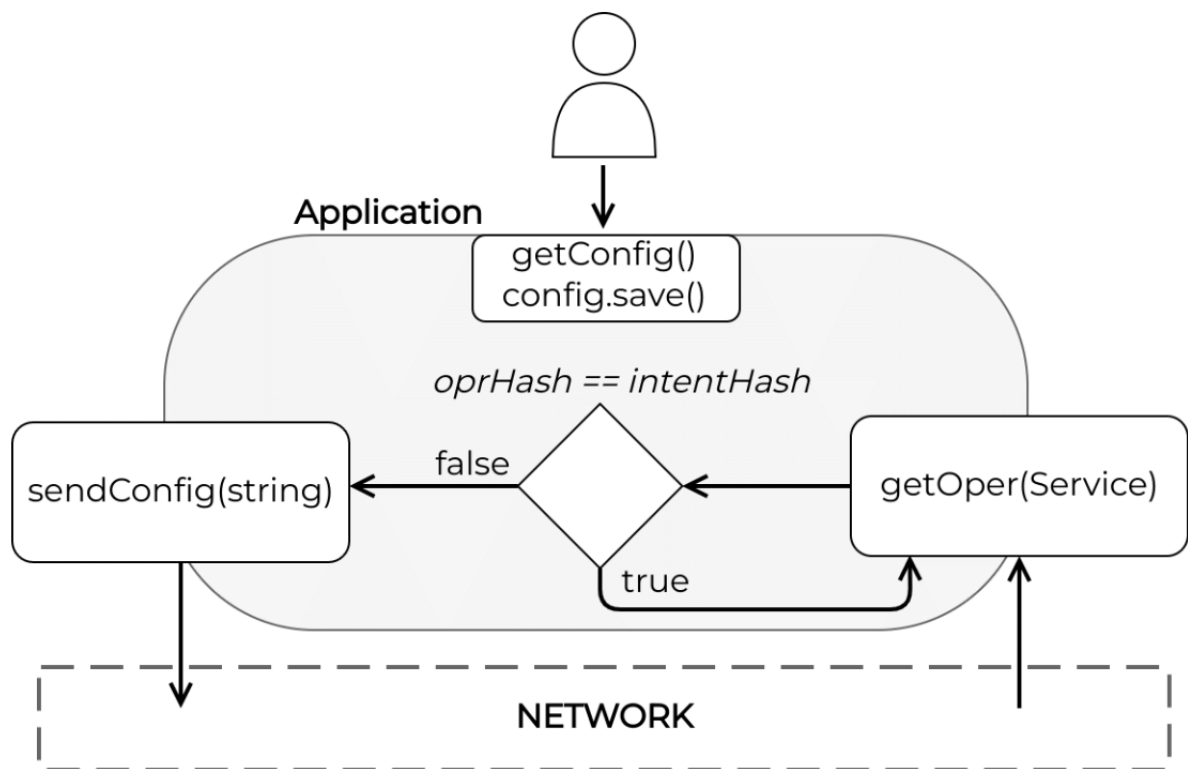 Application
getConfig()
config.save()
oprHash == intentHash
sendConfig(string)
false
getOper(Service)
true
NETWORK